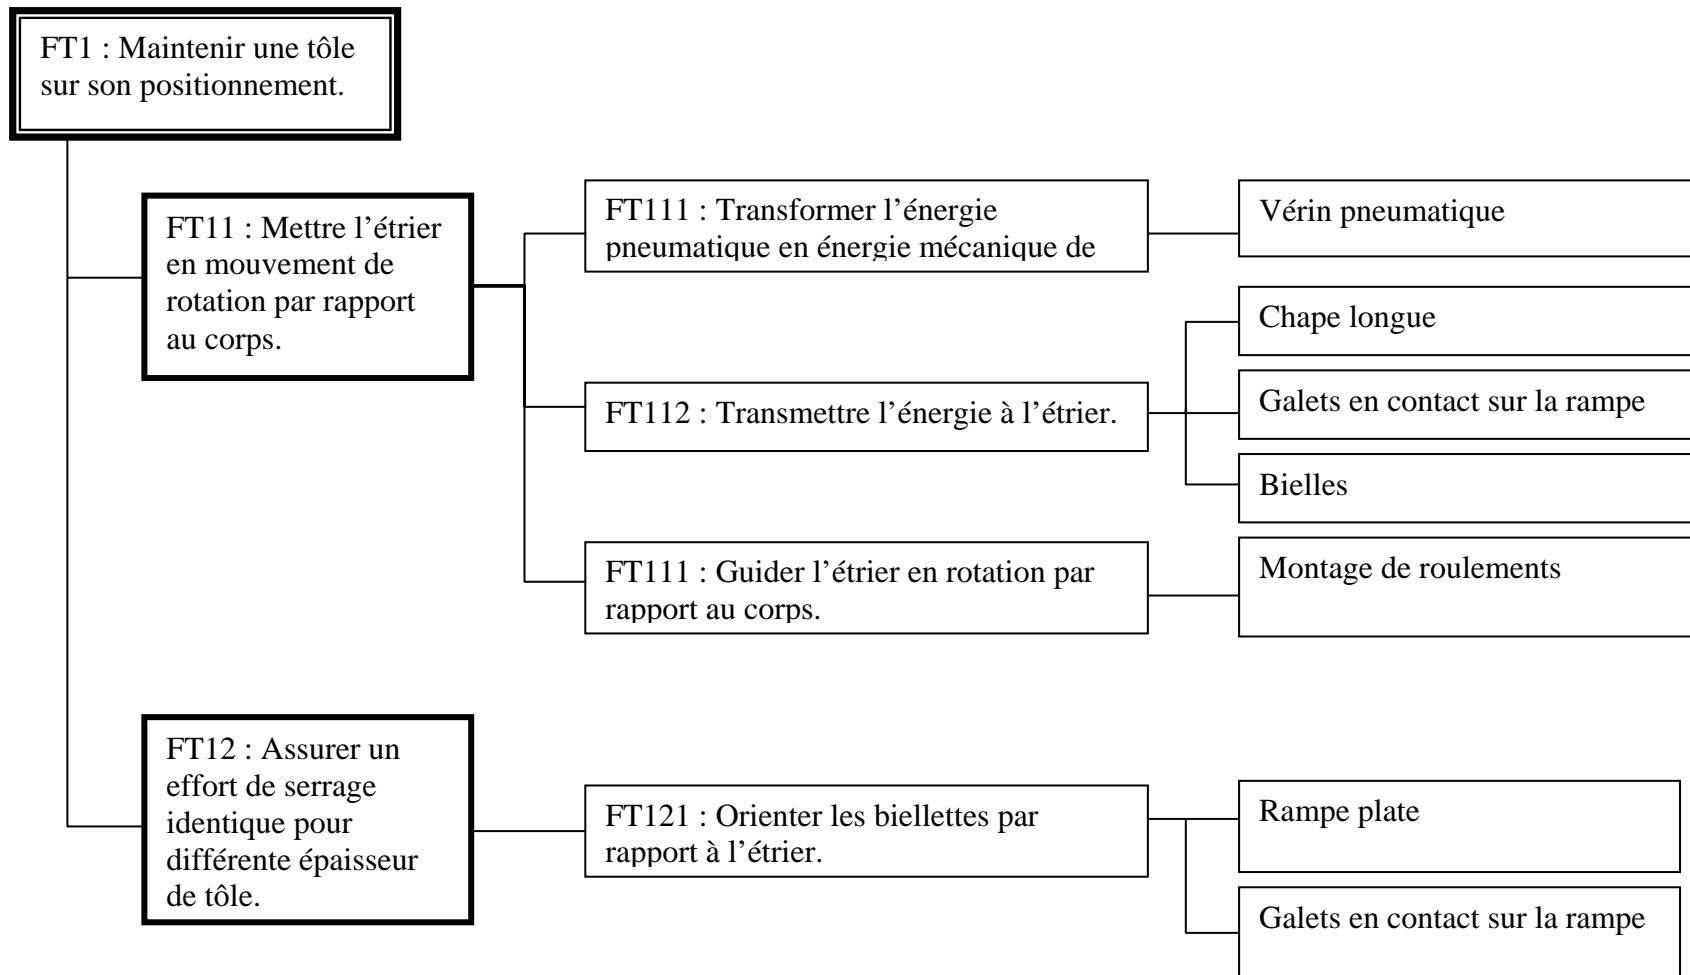 FT1 : Maintenir une tôle
sur son positionnement.
FT11 : Mettre l’étrier
en mouvement de
rotation par rapport
au corps.
FT111 : Transformer l’énergie
pneumatique en énergie mécanique de
Vérin pneumatique
FT112 : Transmettre l’énergie à l’étrier.
Chape longue
Galets en contact sur la rampe
Bielles
FT111 : Guider l’étrier en rotation par
rapport au corps.
Montage de roulements
FT12 : Assurer un
effort de serrage
identique pour
différente épaisseur
de tôle.
FT121 : Orienter les biellettes par
rapport à l’étrier.
Rampe plate
Galets en contact sur la rampe